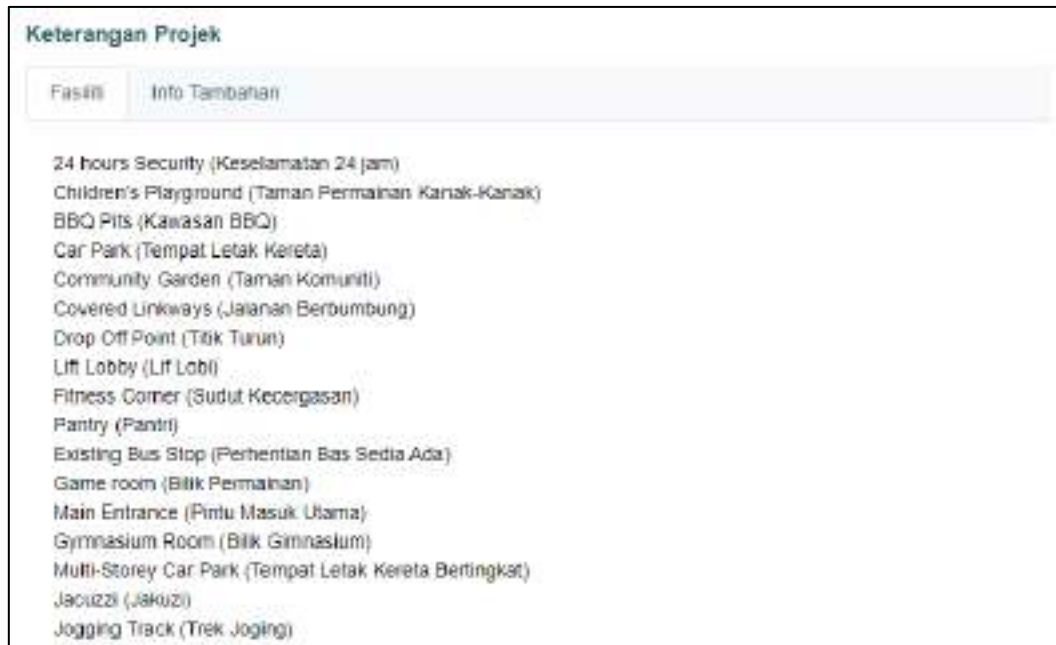 Keterangan Projek
Fasiliti Info Tambahan
24 hours Security (Keselamatan 24 jam)
Children's Playground (Taman Permainan Kanak-Kanak)
BBQ Pits (Kawasan BBQ)
Car Park (Tempat Letak Kereta)
Community Garden (Taman Komuniti)
Covered Linkways (Jalanan Berbumbung)
Drop Off Point (Titik Turun)
Lift Lobby (Lif Lobi)
Fitness Corner (Sudut Kecergasan)
Pantry (Pantri)
Existing Bus Stop (Perhentian Bas Sedia Ada)
Game room (Bilik Permainan)
Main Entrance (Pintu Masuk Utama)
Gymnasium Room (Bilik Gimnasium)
Multi-Storey Car Park (Tempat Letak Kereta Bertingkat)
Jacuzzi (Jakuzi)
Jogging Track (Trek Joging)